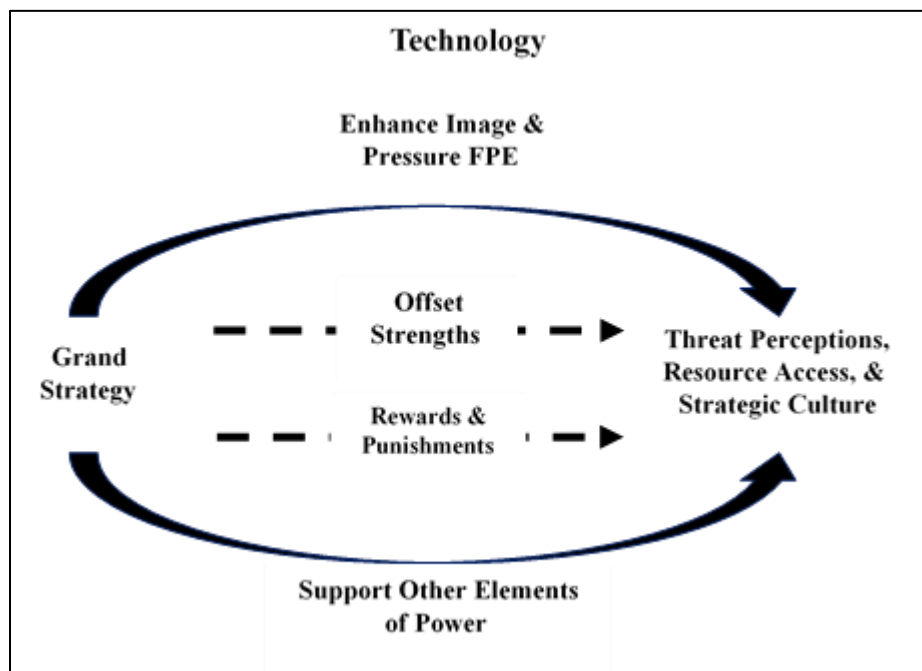 Technology
Enhance Image &
Pressure FPE
Offset
Strengths
Grand
Strategy
Threat Perceptions,
Resource Access, &
Strategic Culture
Rewards &
Punishments
Support Other Elements
of Power